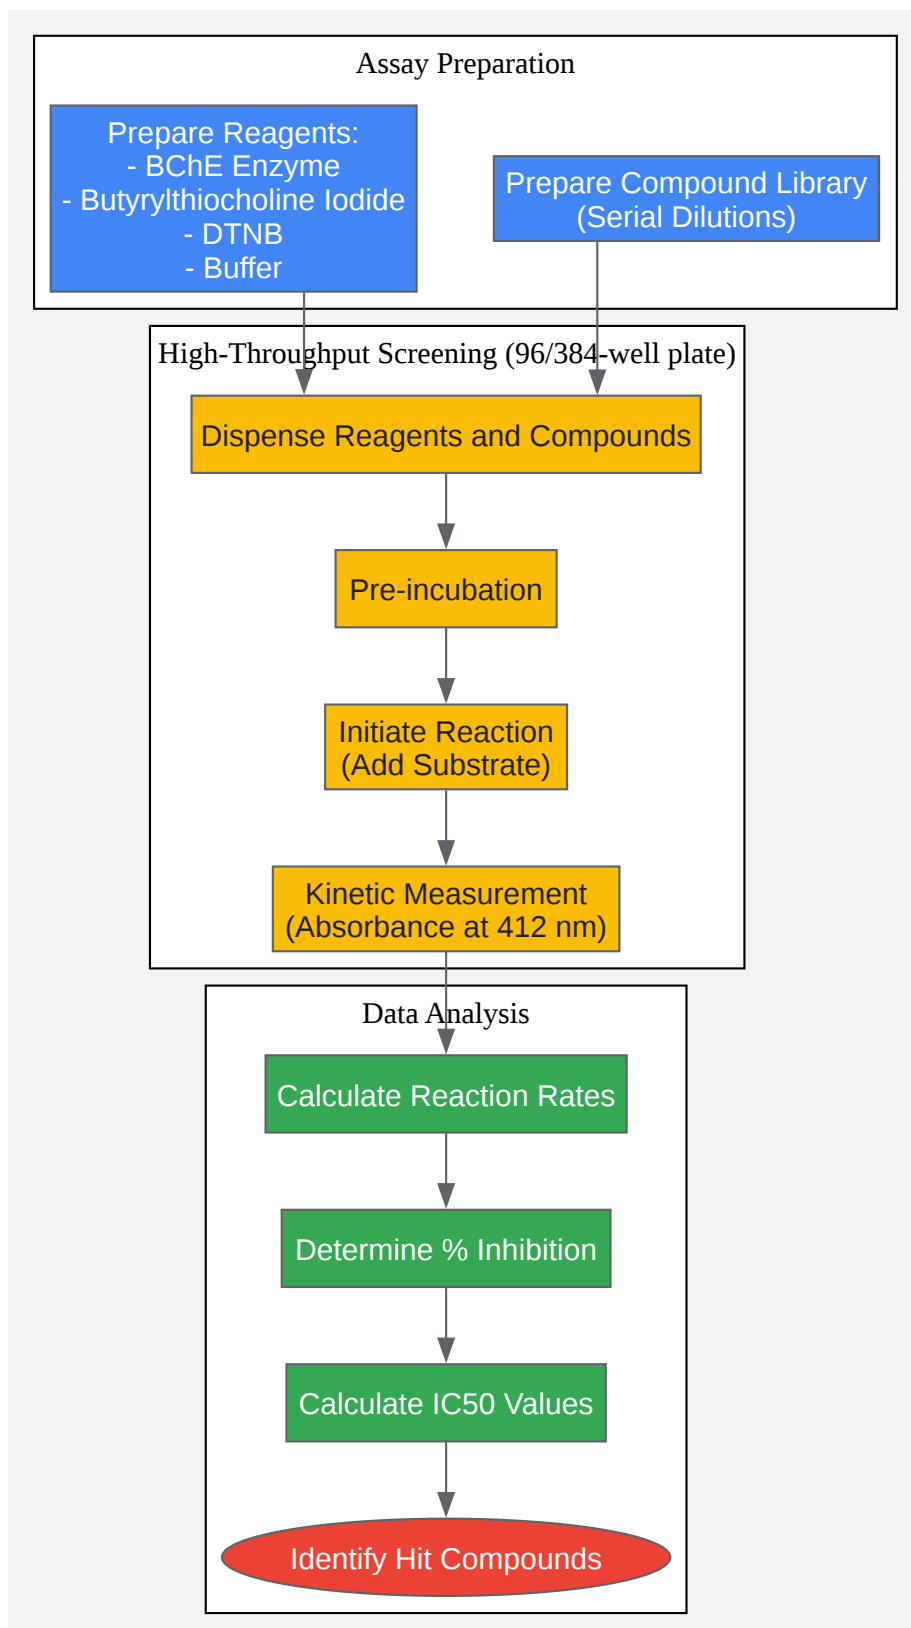 Assay Preparation
Prepare Reagents:
- BChE Enzyme
- Butyrylthiocholine Iodide
- DTNB
- Buffer
Prepare Compound Library
(Serial Dilutions)
High-Throughput Screening (96/384-well plate)
Dispense Reagents and Compounds
Pre-incubation
Initiate Reaction
(Add Substrate)
Kinetic Measurement
(Absorbance at 412 nm)
Data Analysis
Calculate Reaction Rates
Determine % Inhibition
Calculate IC50 Values
Identify Hit Compounds